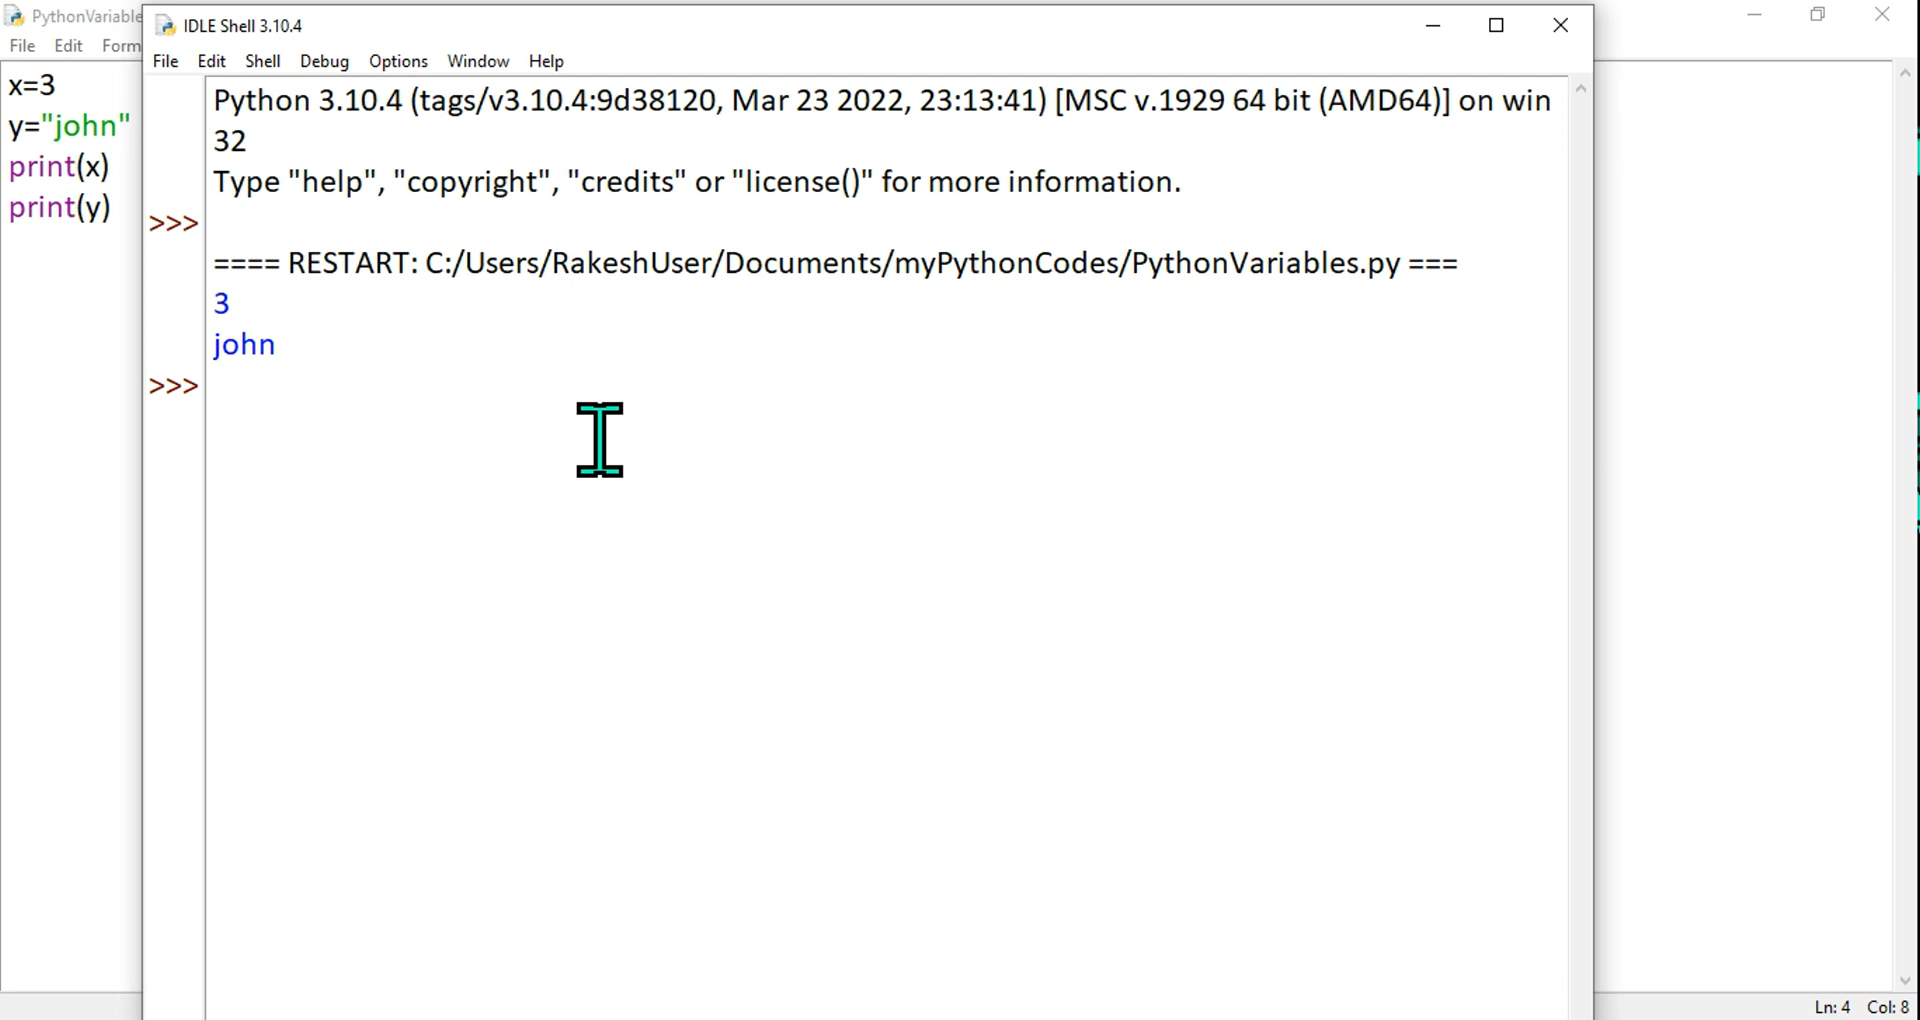 PythonVariable
File Edit Form
x=3
y="john"
print(x)
print(y)
IDLE Shell 3.10.4
File Edit Shell Debug Options Window Help
Python 3.10.4 (tags/v3.10.4:9d38120, Mar 23 2022, 23:13:41) [MSC v.1929 64 bit (AMD64)] on win
32
Type "help", "copyright", "credits" or "license()" for more information.
>>>
==== RESTART: C:/Users/RakeshUser/Documents/myPythonCodes/PythonVariables.py ===
3
john
>>>
Ln: 4 Col: 8